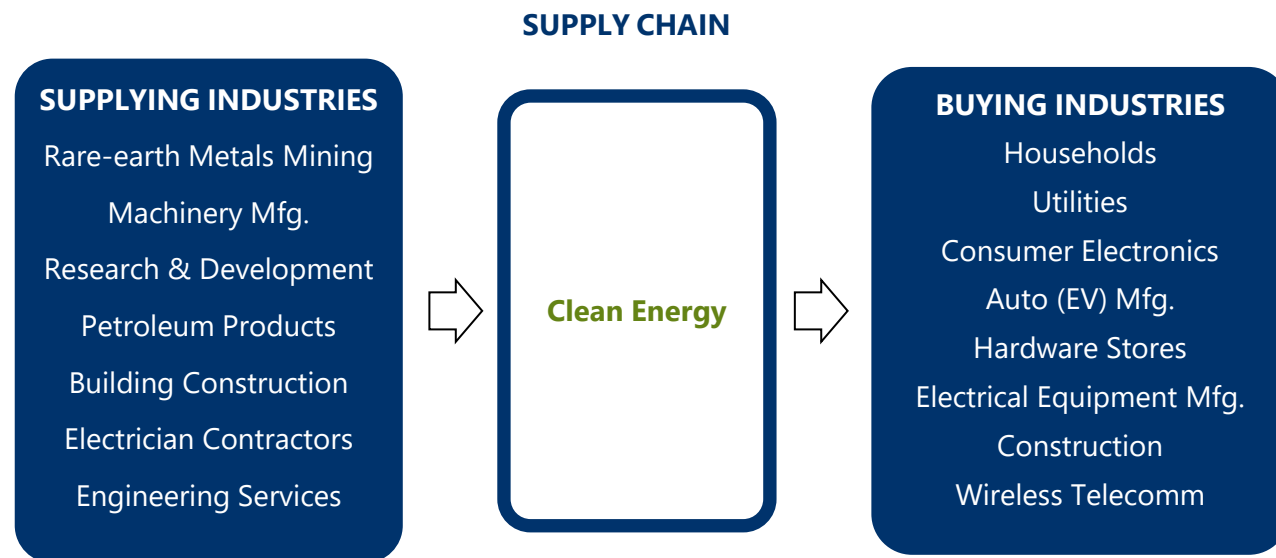 SUPPLY CHAIN
SUPPLYING INDUSTRIES
Rare-earth Metals Mining
Machinery Mfg.
Research & Development
Petroleum Products
Building Construction
Electrician Contractors
Engineering Services
Clean Energy
BUYING INDUSTRIES
Households
Utilities
Consumer Electronics
Auto (EV) Mfg.
Hardware Stores
Electrical Equipment Mfg.
Construction
Wireless Telecomm